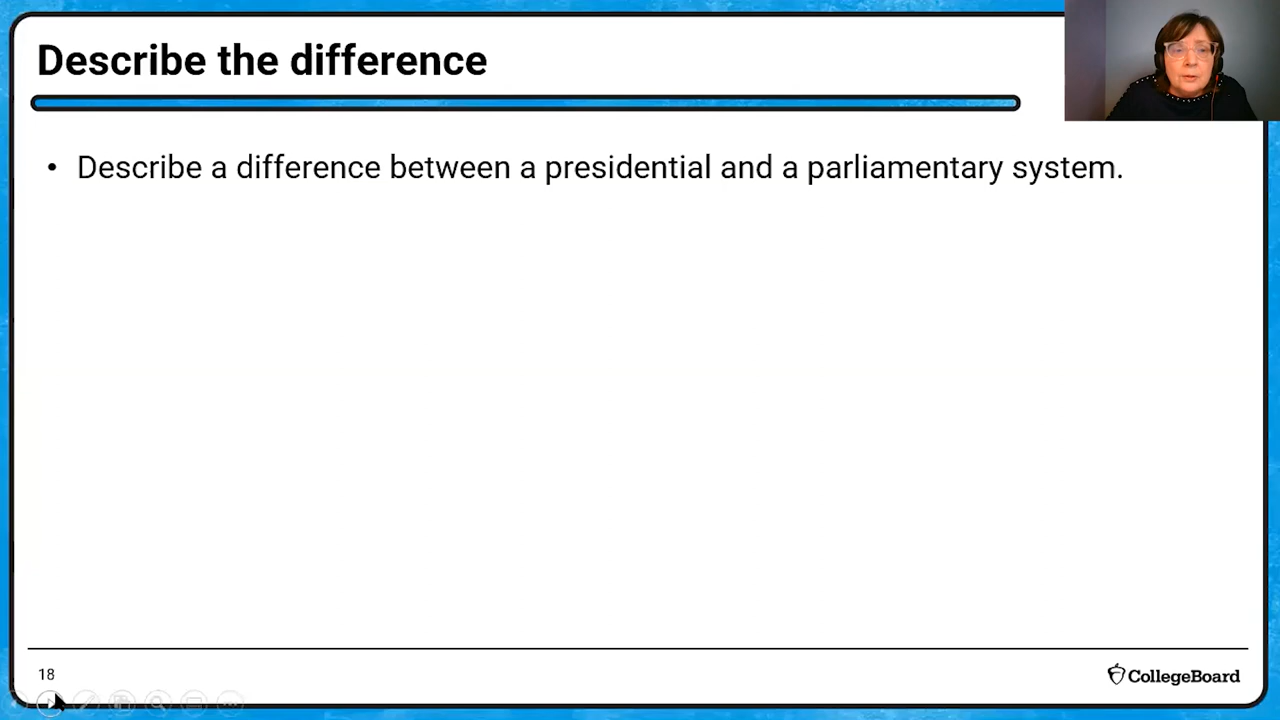 Describe the difference
• Describe a difference between a presidential and a parliamentary system.
18
CollegeBoard